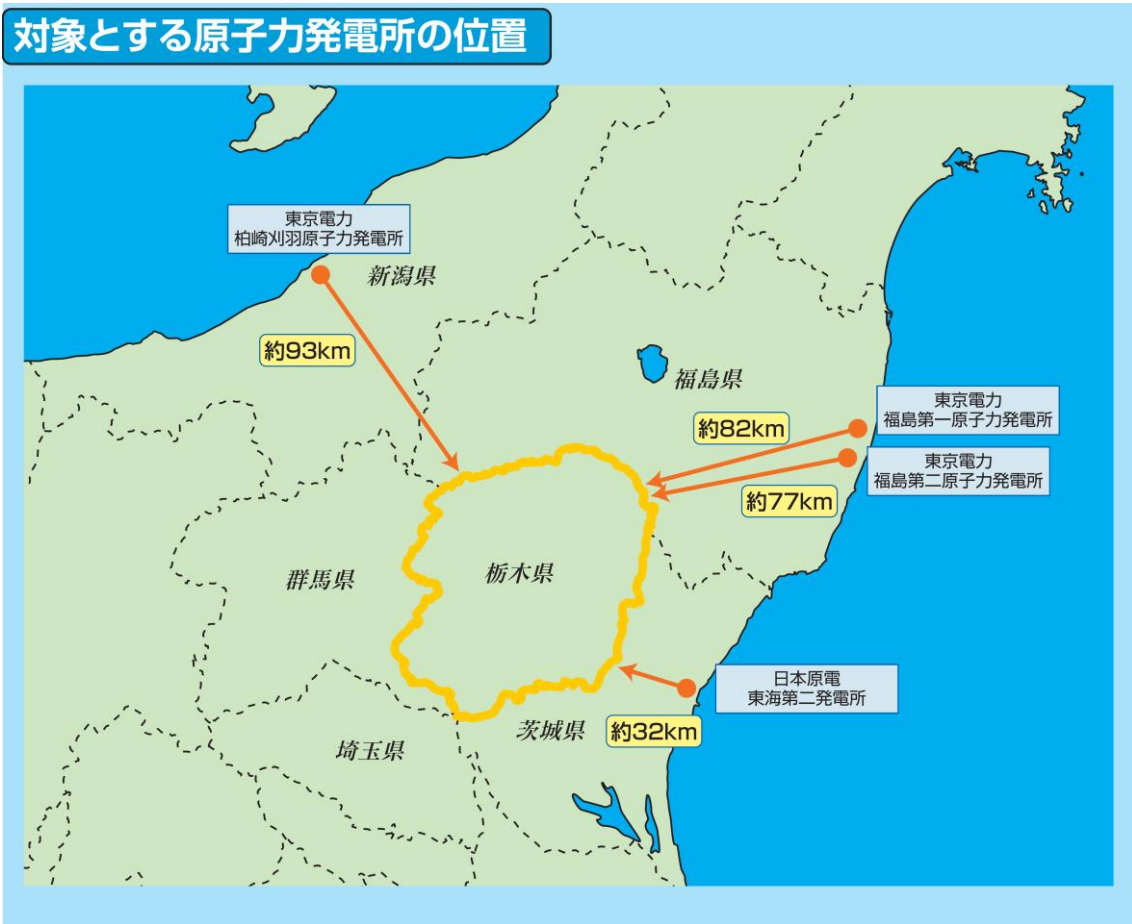 対象とする原子力発電所の位置
東京電力
柏崎刈羽原子力発電所
新潟県
約93km
福島県
東京電力
福島第一原子力発電所
約82km
東京電力
福島第二原子力発電所
約77km
群馬県
栃木県
日本原電
東海第二発電所
茨城県
約32km
埼玉県